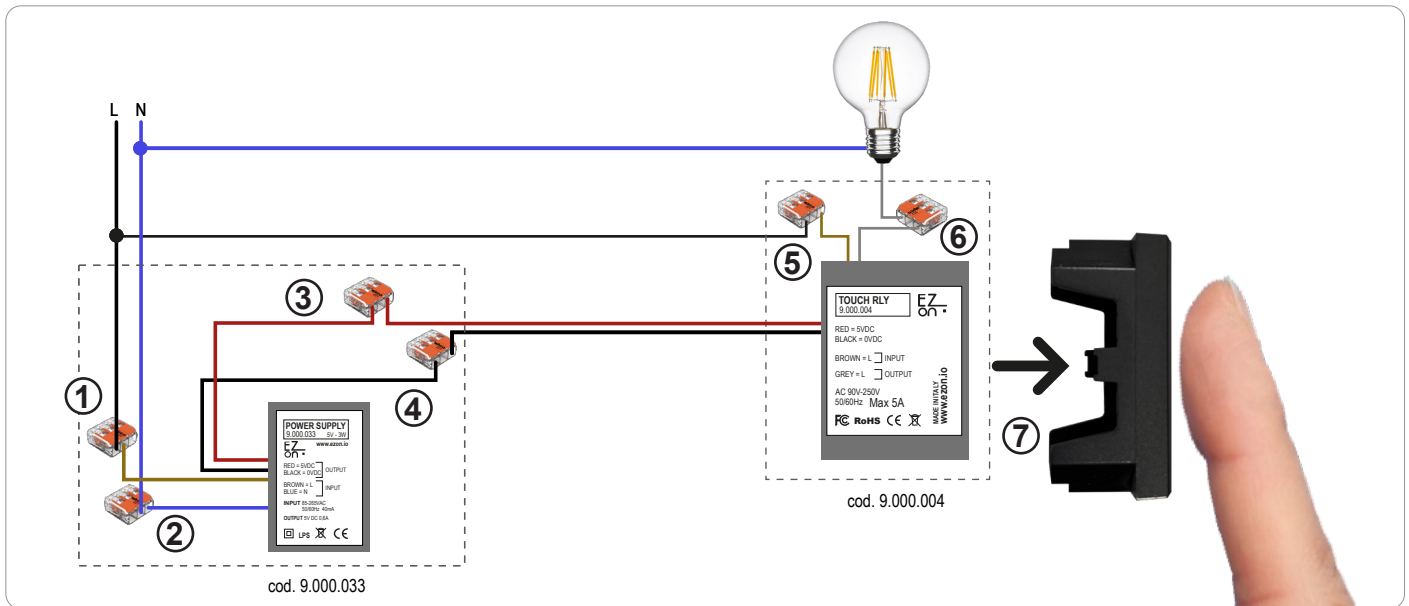 L N
1
2
3
4
5
6
7
POWER SUPPLY
9.000.033 5V - 3W
EZ
on
www.ezon.io
RED = 5VDC
BLACK = 0VDC
OUTPUT
BROWN = L
BLUE = N
INPUT
INPUT 85-265VAC
50/60Hz 40mA
OUTPUT 5V DC 0,6A
LPS CE
cod. 9.000.033
TOUCH RLY
9.000.004
EZ
on
RED = 5VDC
BLACK = 0VDC
BROWN = L INPUT
GREY = L OUTPUT
AC 90V-250V
50/60Hz Max 5A
FC RoHS CE
MADE IN ITALY
www.ezon.io
cod. 9.000.004